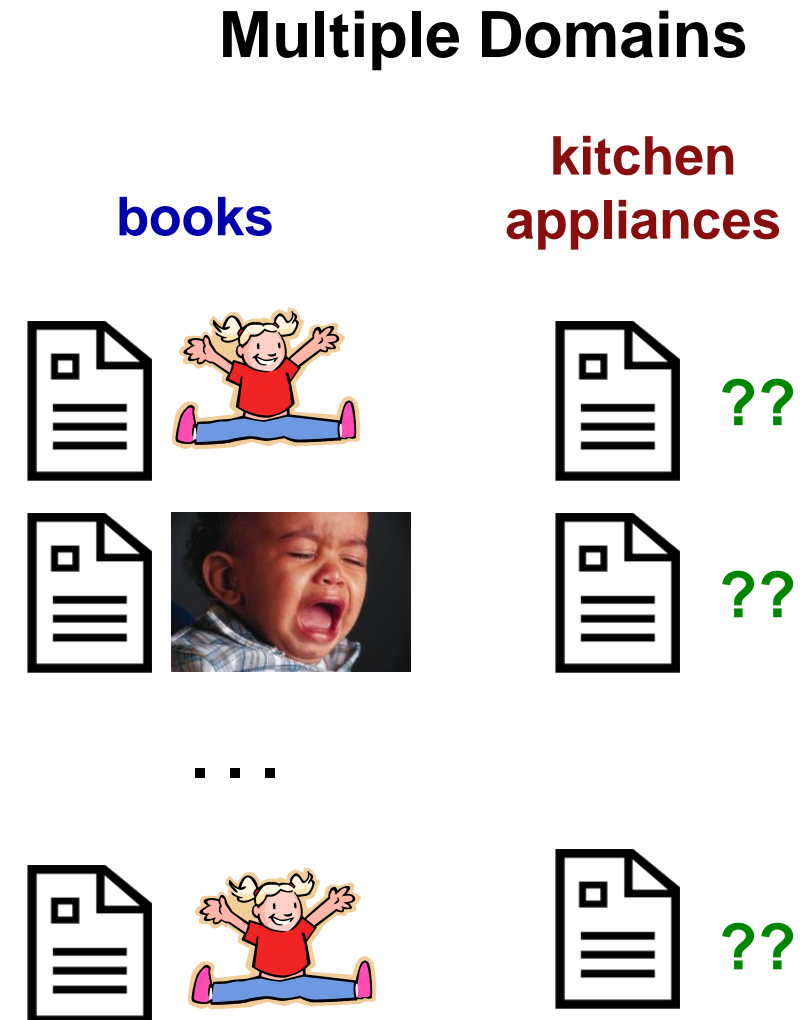 Multiple Domains
books
kitchen
appliances
??
??
. . .
??